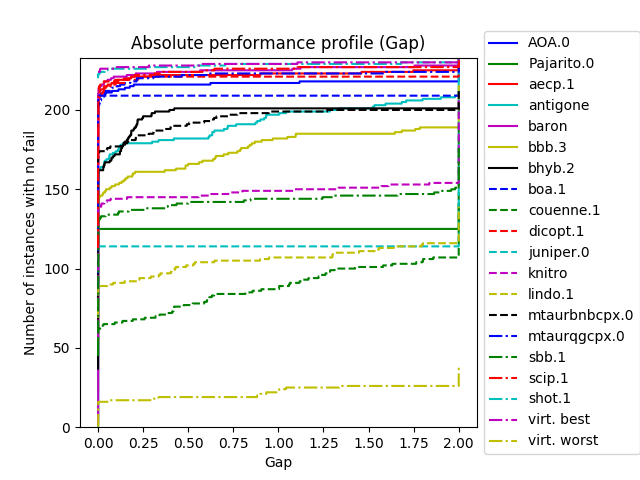 Absolute performance profile (Gap)
Number of instances with no fail
200
150
100
50
0
0.00 0.25 0.50 0.75 1.00 1.25 1.50 1.75 2.00
Gap
AOA.0
Pajarito.0
aecp.1
antigone
baron
bbb.3
bhyb.2
boa.1
couenne.1
dicopt.1
juniper.0
knitro
lindo.1
mtaurbnbcpx.0
mtaurqgcpx.0
sbb.1
scip.1
shot.1
virt. best
virt. worst